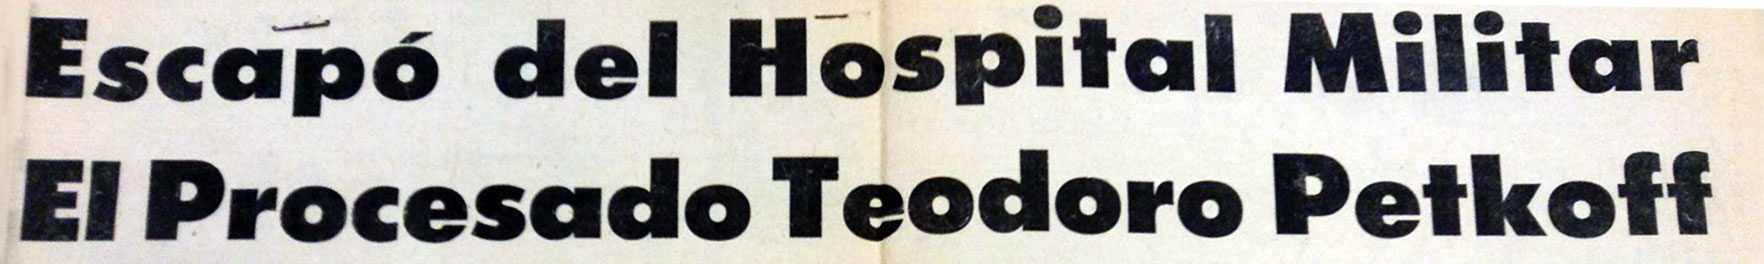 Escapó del Hospital Militar
El Procesado Teodoro Petkoff